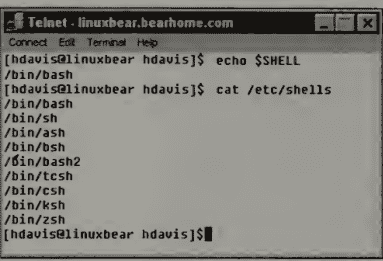 Telnet - linuxbear.bearhome.com
Connect Edit Terminal Help
[hdavis@linuxbear hdavis]$ echo $SHELL
/bin/bash
[hdavis@linuxbear hdavis]$ cat /etc/shells
/bin/bash
/bin/sh
/bin/ash
/bin/bsh
/bin/bash2
/bin/tcsh
/bin/csh
/bin/ksh
/bin/zsh
[hdavis@linuxbear hdavis]$